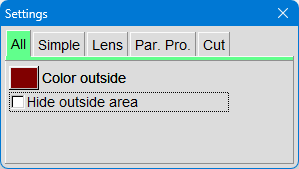 Settings
All Simple Lens Par. Pro. Cut
Color outside
Hide outside area